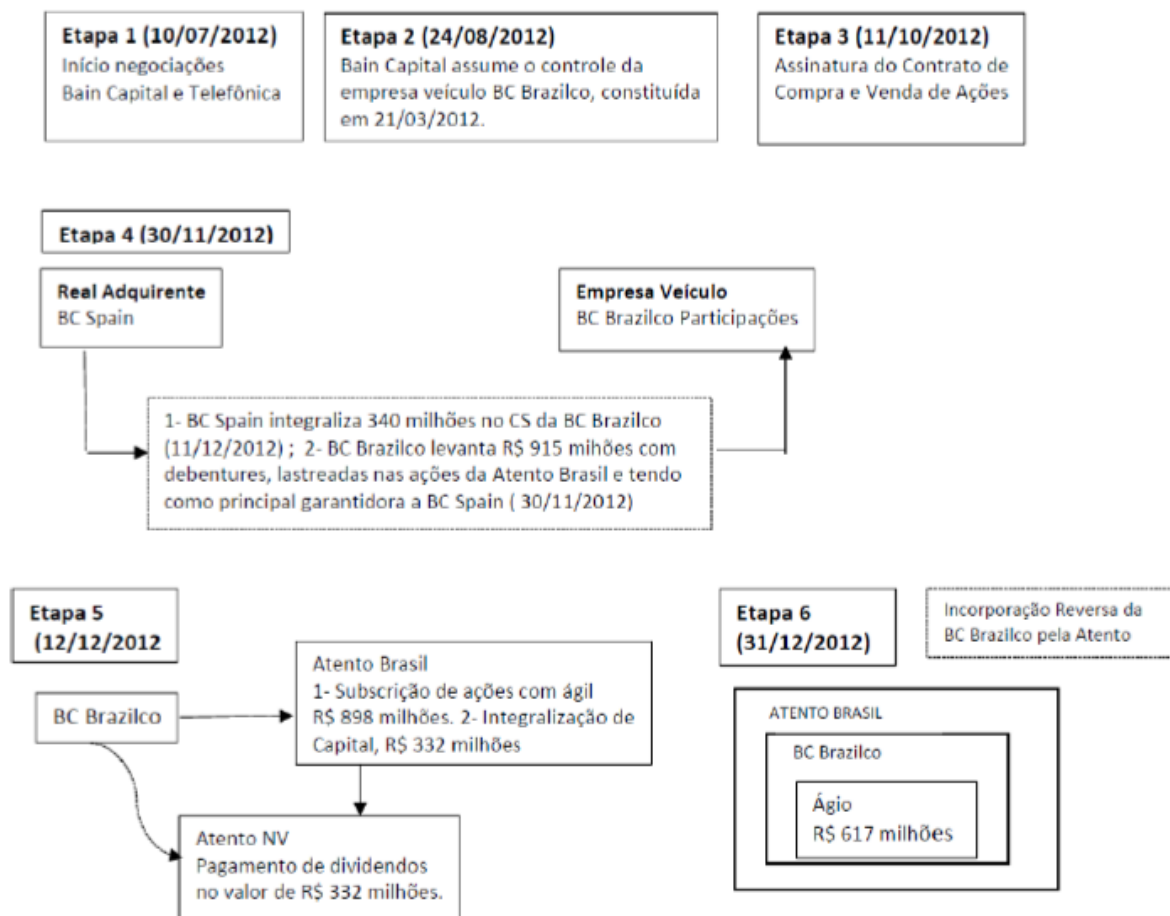 Etapa 1 (10/07/2012)
Início negociações
Bain Capital e Telefônica
Etapa 2 (24/08/2012)
Bain Capital assume o controle da
empresa veículo BC Brazilco, constituída
em 21/03/2012.
Etapa 3 (11/10/2012)
Assinatura do Contrato de
Compra e Venda de Ações
Etapa 4 (30/11/2012)
Real Adquirente
BC Spain
Empresa Veículo
BC Brazilco Participações
1- BC Spain integraliza 340 milhões no CS da BC Brazilco
(11/12/2012) ; 2- BC Brazilco levanta R$ 915 mihões com
debentures, lastreadas nas ações da Atento Brasil e tendo
como principal garantidora a BC Spain ( 30/11/2012)
Etapa 5
(12/12/2012
BC Brazilco
Atento Brasil
1- Subscrição de ações com ágil
R$ 898 milhões. 2- Integralização de
Capital, R$ 332 milhões
Atento NV
Pagamento de dividendos
no valor de R$ 332 milhões.
Etapa 6
(31/12/2012)
Incorporação Reversa da
BC Brazilco pela Atento
ATENTO BRASIL
BC Brazilco
Ágio
R$ 617 milhões